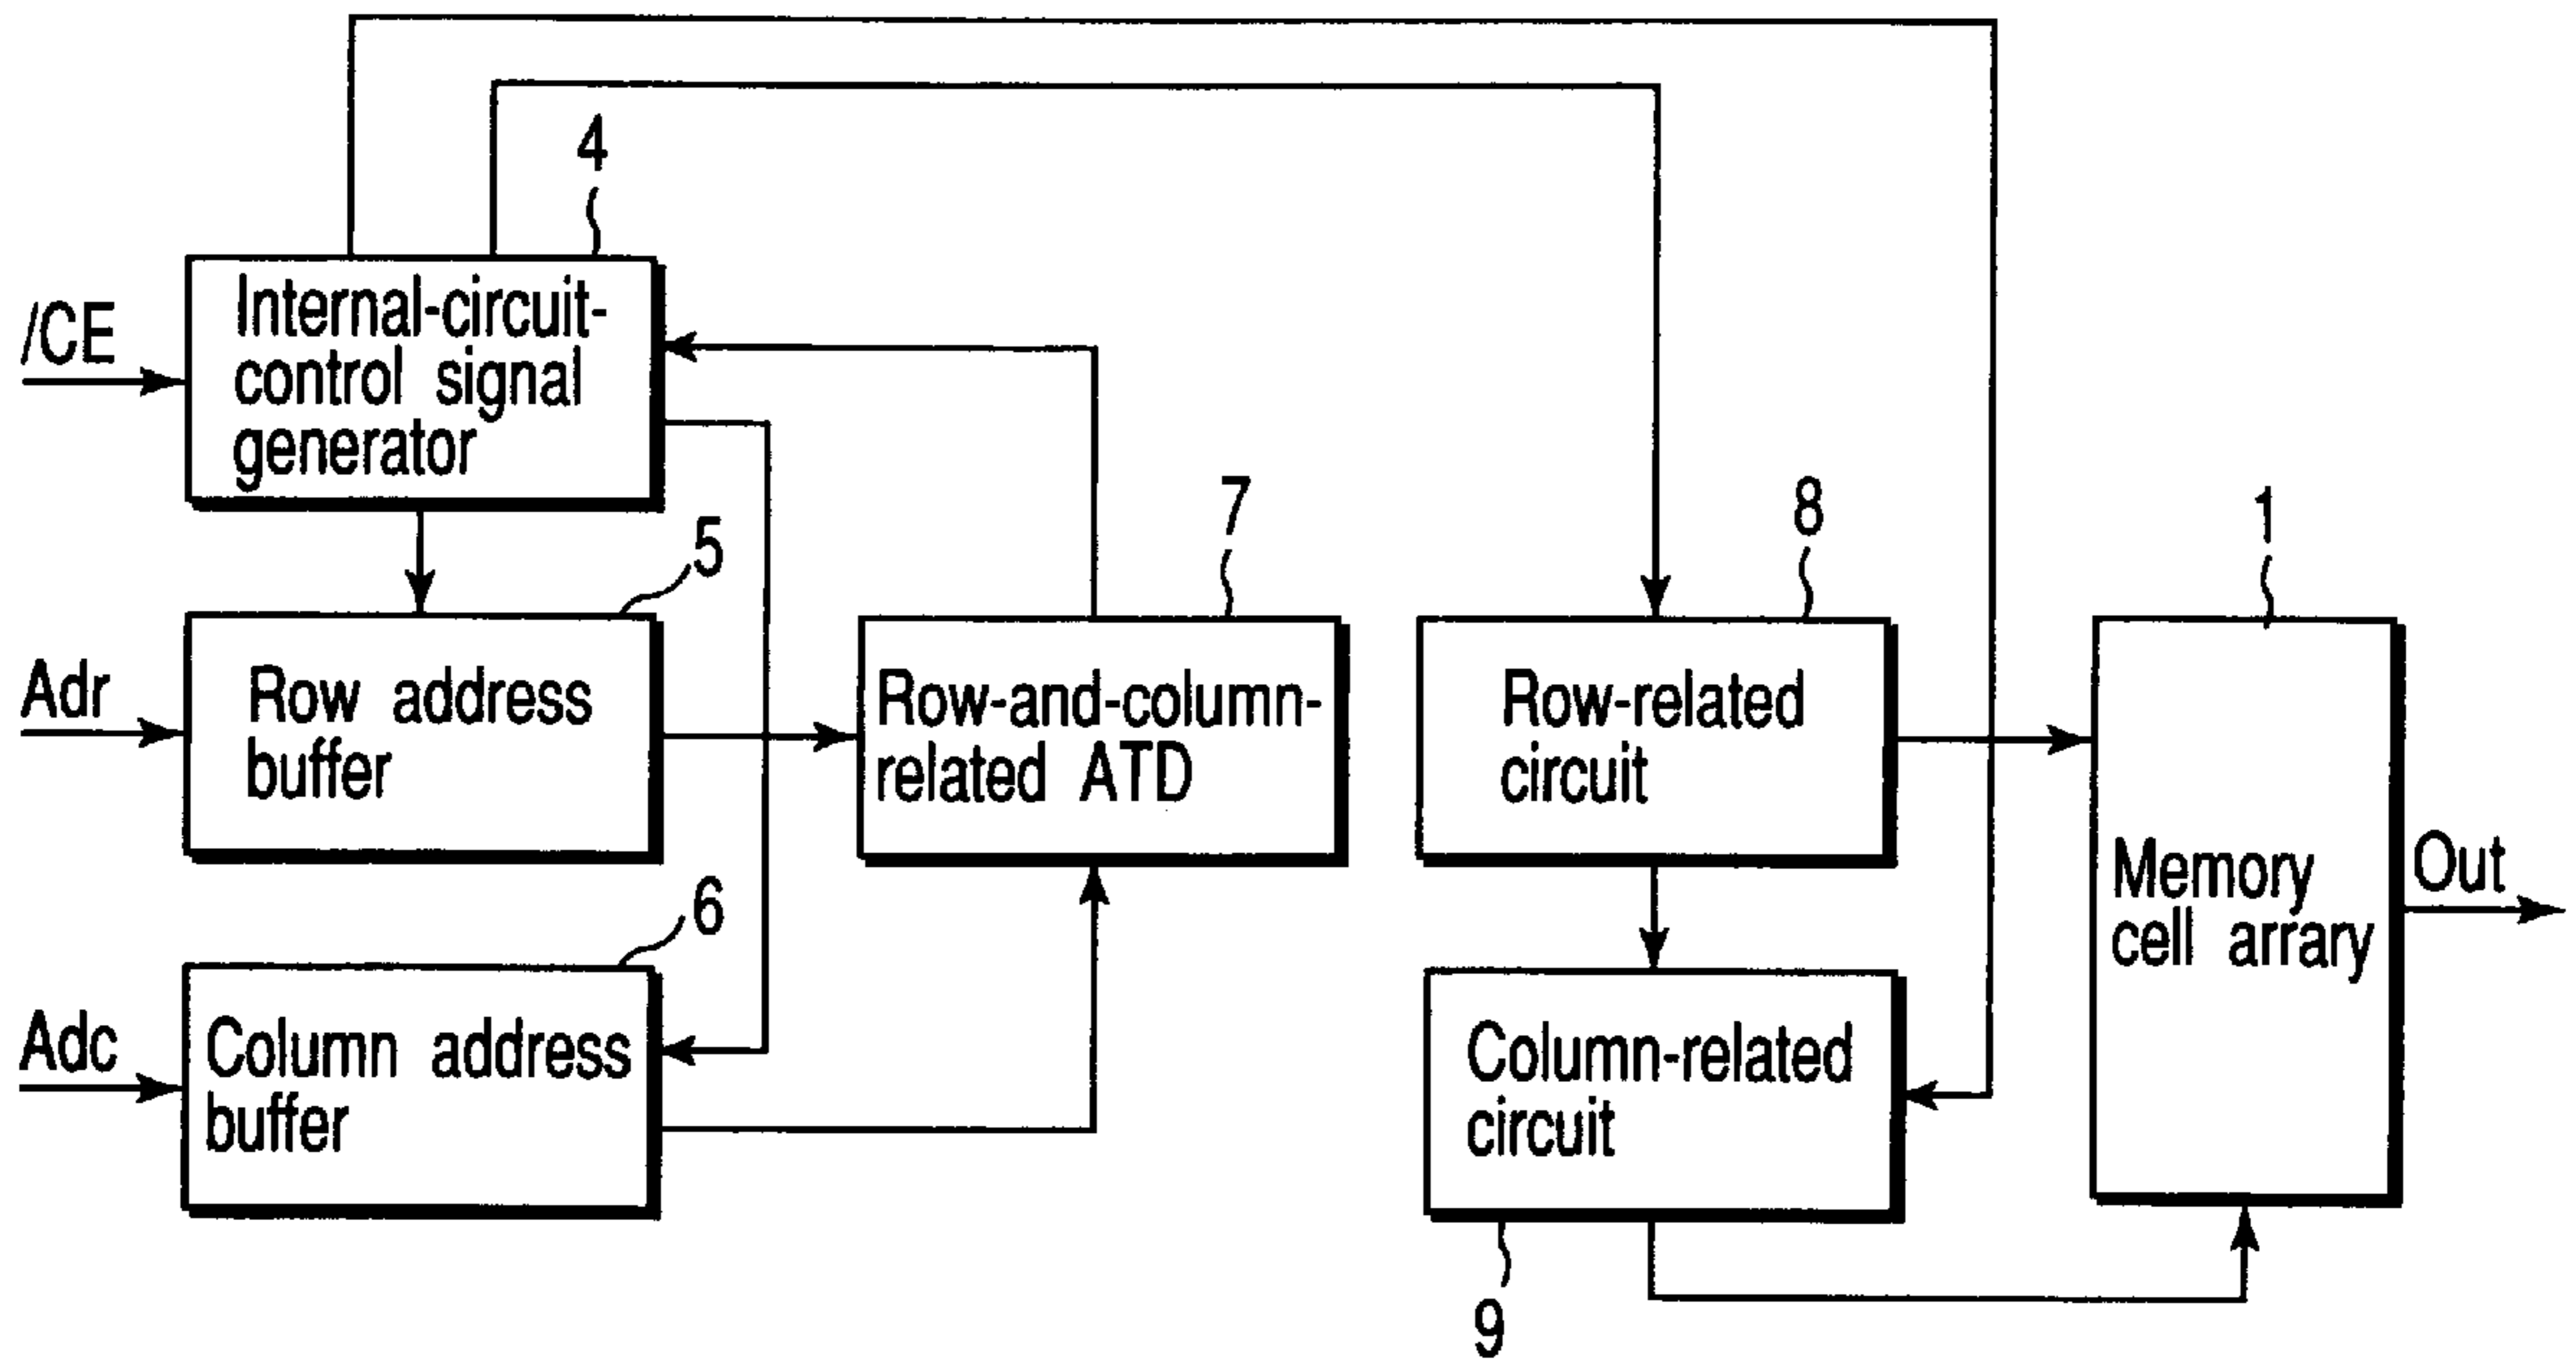 4
/CE
Internal-circuit-
control signal
generator
5
7
8
1
Adr
Row address
buffer
Row-and-column-
related ATD
Row-related
circuit
Memory
cell arrary
Out
6
Adc
Column address
buffer
Column-related
circuit
9